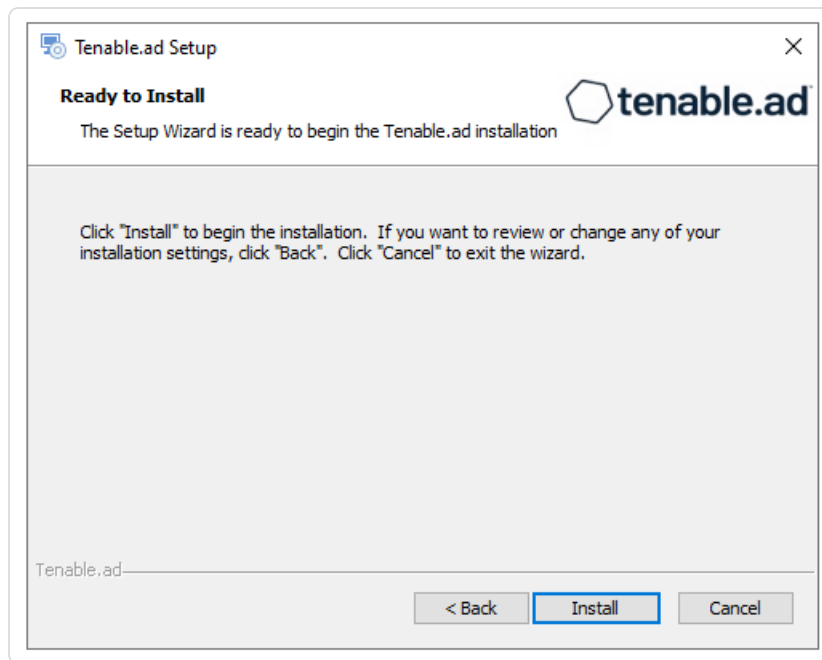 Tenable.ad Setup
Ready to Install
tenable.ad
The Setup Wizard is ready to begin the Tenable.ad installation
Click "Install" to begin the installation.  If you want to review or change any of your
installation settings, click "Back".  Click "Cancel" to exit the wizard.
Tenable.ad
< Back Install Cancel